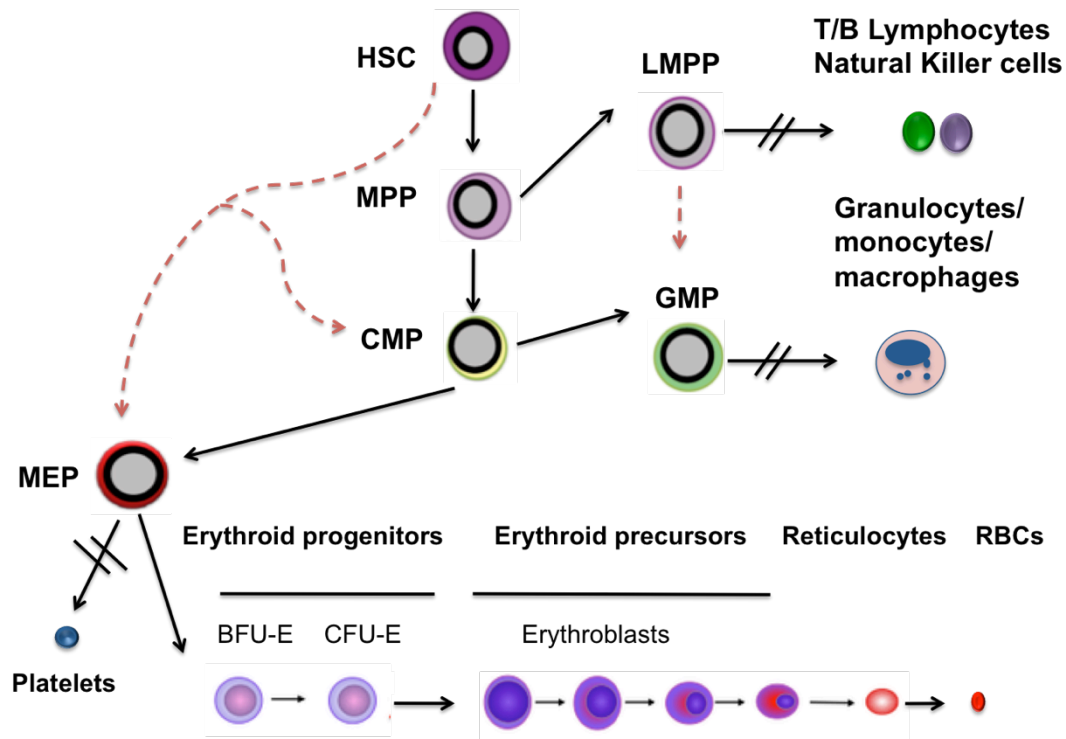 HSC
LMPP
T/B Lymphocytes
Natural Killer cells
MPP
Granulocytes/
monocytes/
macrophages
CMP
GMP
MEP
Erythroid progenitors
Erythroid precursors
Reticulocytes
RBCs
BFU-E
CFU-E
Erythroblasts
Platelets